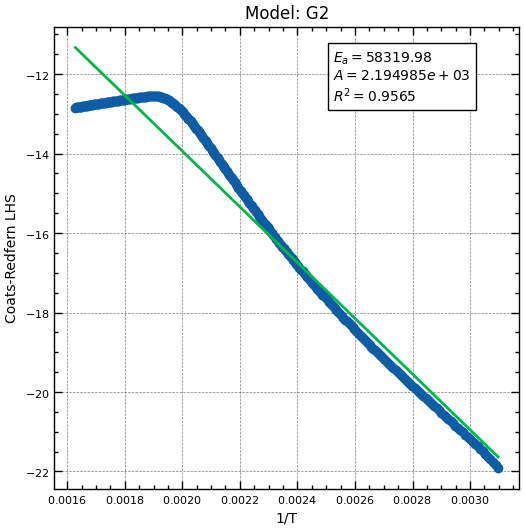 Model: G2
E_a = 58319.98
A = 2.194985e + 03
R^2 = 0.9565
Coats-Redfern LHS
−12
−14
−16
−18
−20
−22
0.0016 0.0018 0.0020 0.0022 0.0024 0.0026 0.0028 0.0030
1/T